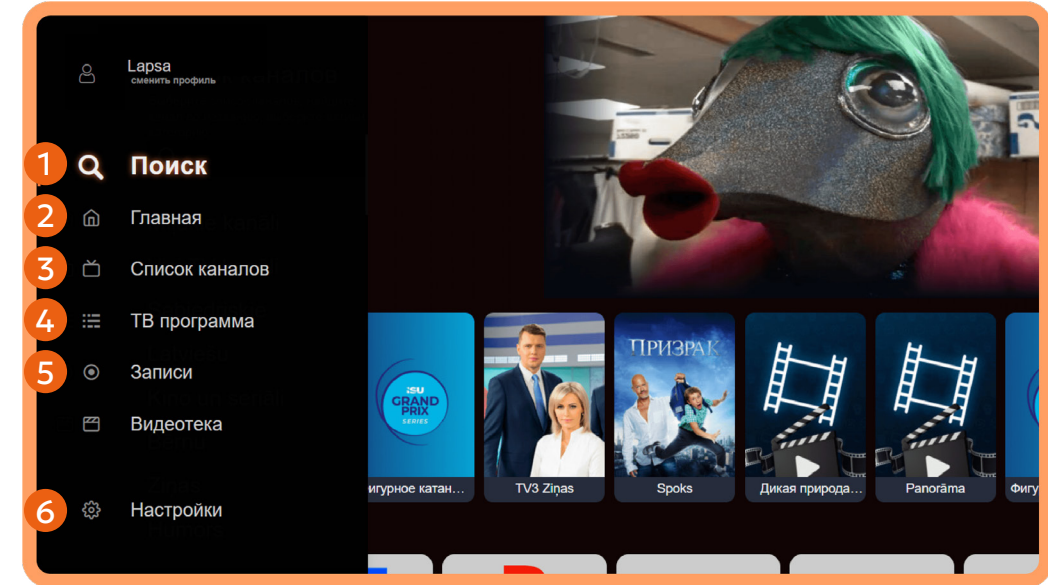 Lapsa
сменить профиль
1 Поиск
2 Главная
3 Список каналов
4 ТВ программа
5 Записи
Видеотека
6 Настройки
ISU
GRAND
PRIX
SERIES
ПРИЗРАК
игурное катан...
TV3 Ziņas
Spoks
Дикая природа...
Panorāma
Фигу